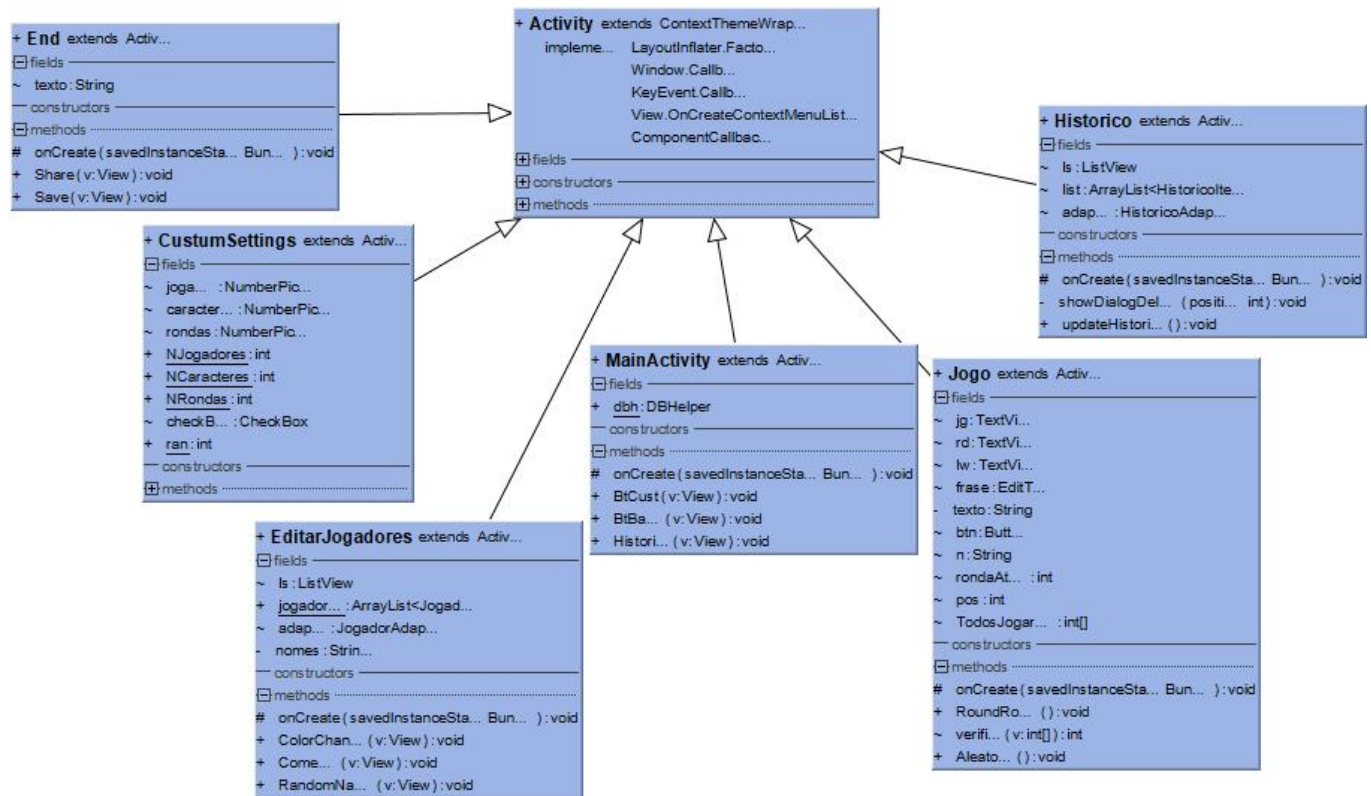 + End extends Activ...
fields
~ texto:String
constructors
methods
# onCreate(savedInstanceSta... Bun... ):void
+ Share(v:View):void
+ Save(v:View):void
+ Activity extends ContextThemeWrap...
impleme... LayoutInflater.Facto...
Window.Callb...
KeyEvent.Callb...
View.OnCreateContextMenuList...
ComponentCallbac...
fields
constructors
methods
+ Historico extends Activ...
fields
~ ls:ListView
~ list:ArrayList<HistoricoIte...
~ adap... :HistoricoAdap...
constructors
methods
# onCreate(savedInstanceSta... Bun... ):void
- showDialogDel... (positi... int):void
+ updateHistori... ():void
+ CustumSettings extends Activ...
fields
~ joga... :NumberPic...
~ caracter... :NumberPic...
~ rondas:NumberPic...
+ NJogadores:int
+ NCaracteres:int
+ NRondas:int
~ checkB... :CheckBox
+ ran:int
constructors
methods
+ MainActivity extends Activ...
fields
+ dbh:DBHelper
constructors
methods
# onCreate(savedInstanceSta... Bun... ):void
+ BtCust(v:View):void
+ BtBa... (v:View):void
+ Histori... (v:View):void
+ Jogo extends Activ...
fields
~ jg:TextVi...
~ rd:TextVi...
~ lw:TextVi...
~ frase:EditT...
- texto:String
~ btn:Butt...
~ n:String
~ rondaAt... :int
~ pos:int
~ TodosJogar... :int[]
constructors
methods
# onCreate(savedInstanceSta... Bun... ):void
+ RoundRo... ():void
~ verifi... (v:int[]):int
+ Aleato... ():void
+ EditarJogadores extends Activ...
fields
~ ls:ListView
+ jogador... :ArrayList<Jogad...
~ adap... :JogadorAdap...
- nomes:Strin...
constructors
methods
# onCreate(savedInstanceSta... Bun... ):void
+ ColorChan... (v:View):void
+ Come... (v:View):void
+ RandomNa... (v:View):void